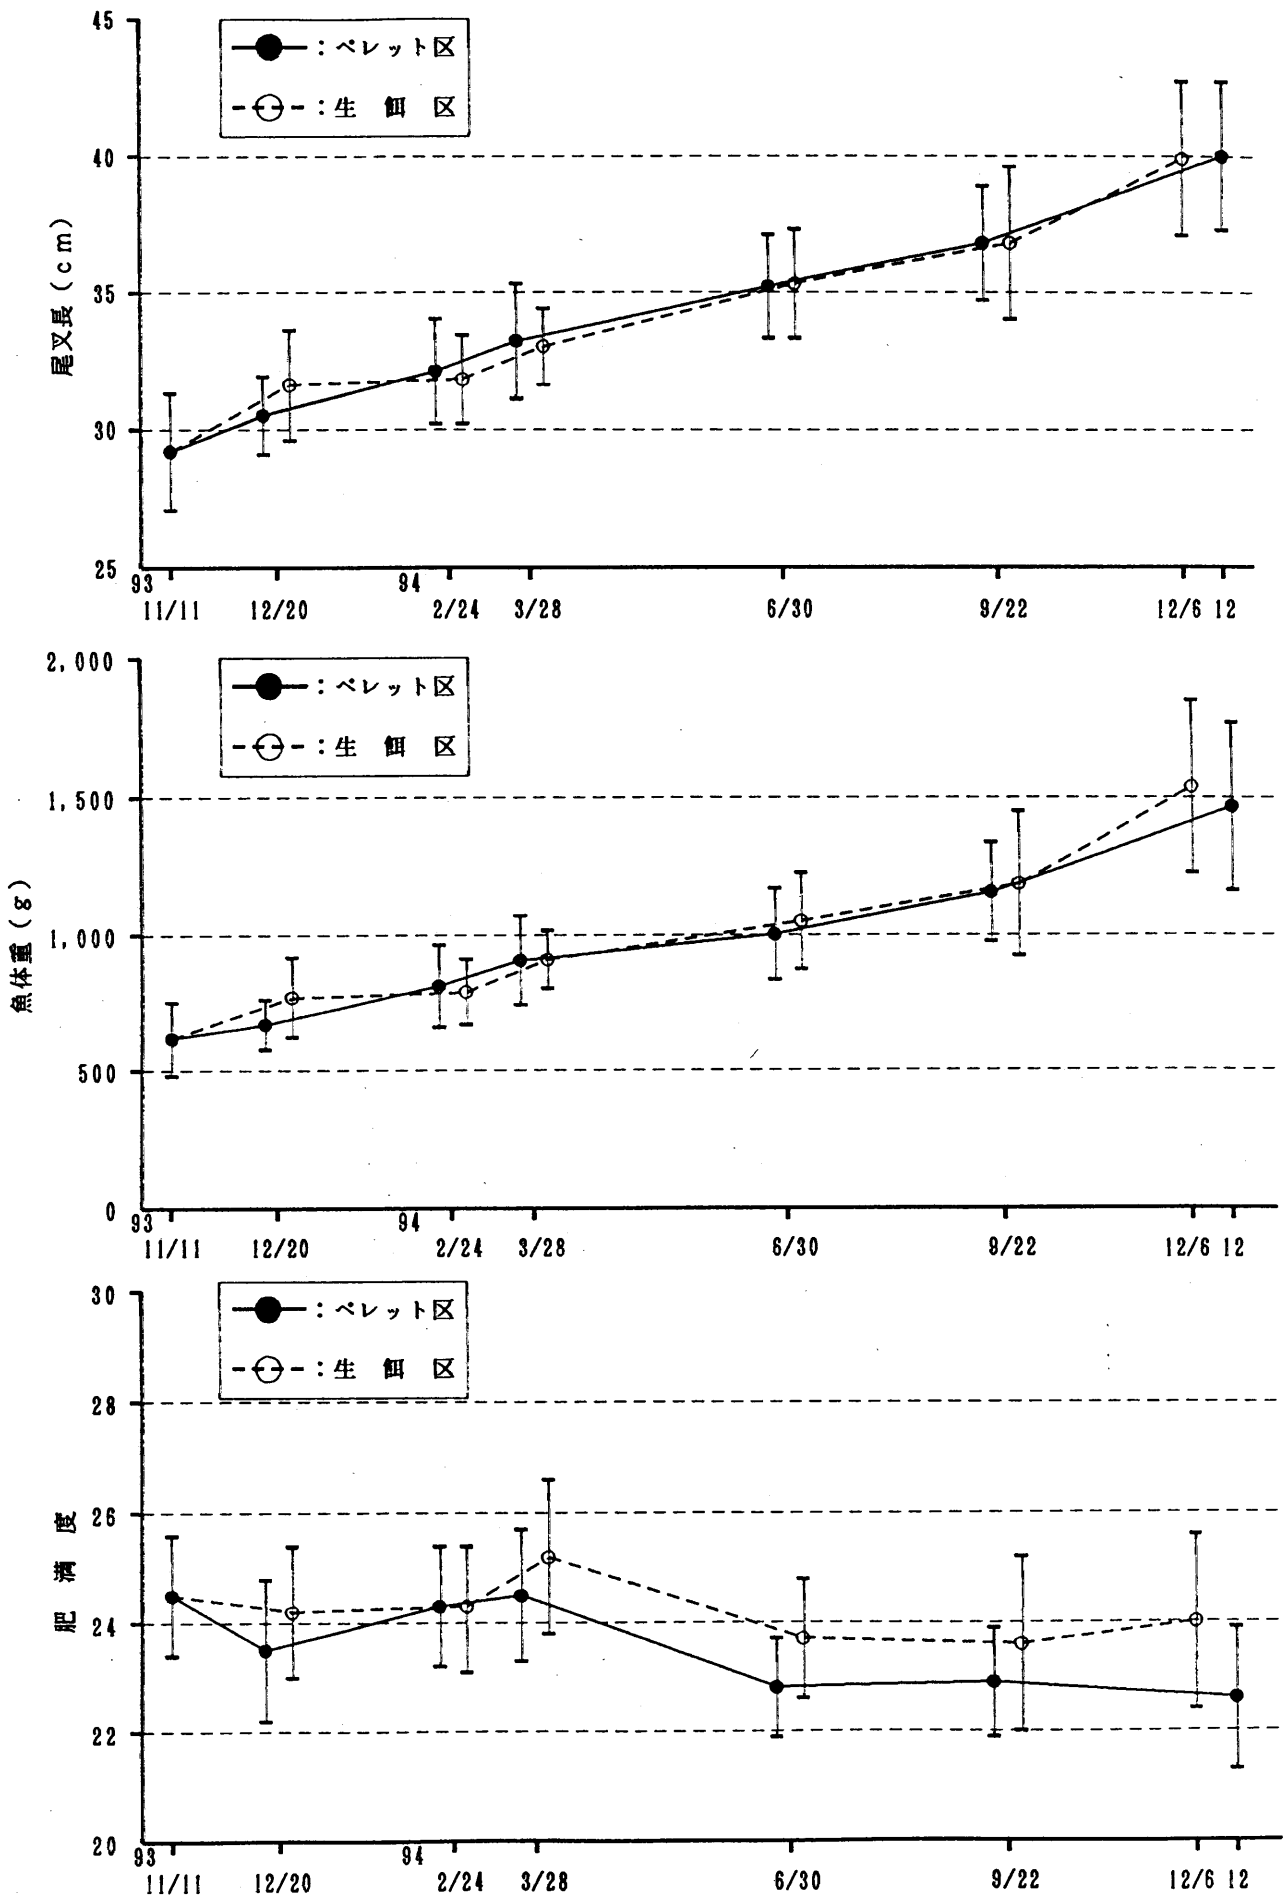 45
40
35
30
25
尾叉長(cm)
●:ペレット区
○:生 餌 区
93 94
11/11 12/20 2/24 3/28 6/30 9/22 12/6 12
2,000
1,500
1,000
500
0
魚体重(g)
●:ペレット区
○:生 餌 区
93 94
11/11 12/20 2/24 3/28 6/30 9/22 12/6 12
30
28
26
24
22
20
肥 満 度
●:ペレット区
○:生 餌 区
93 94
11/11 12/20 2/24 3/28 6/30 9/22 12/6 12